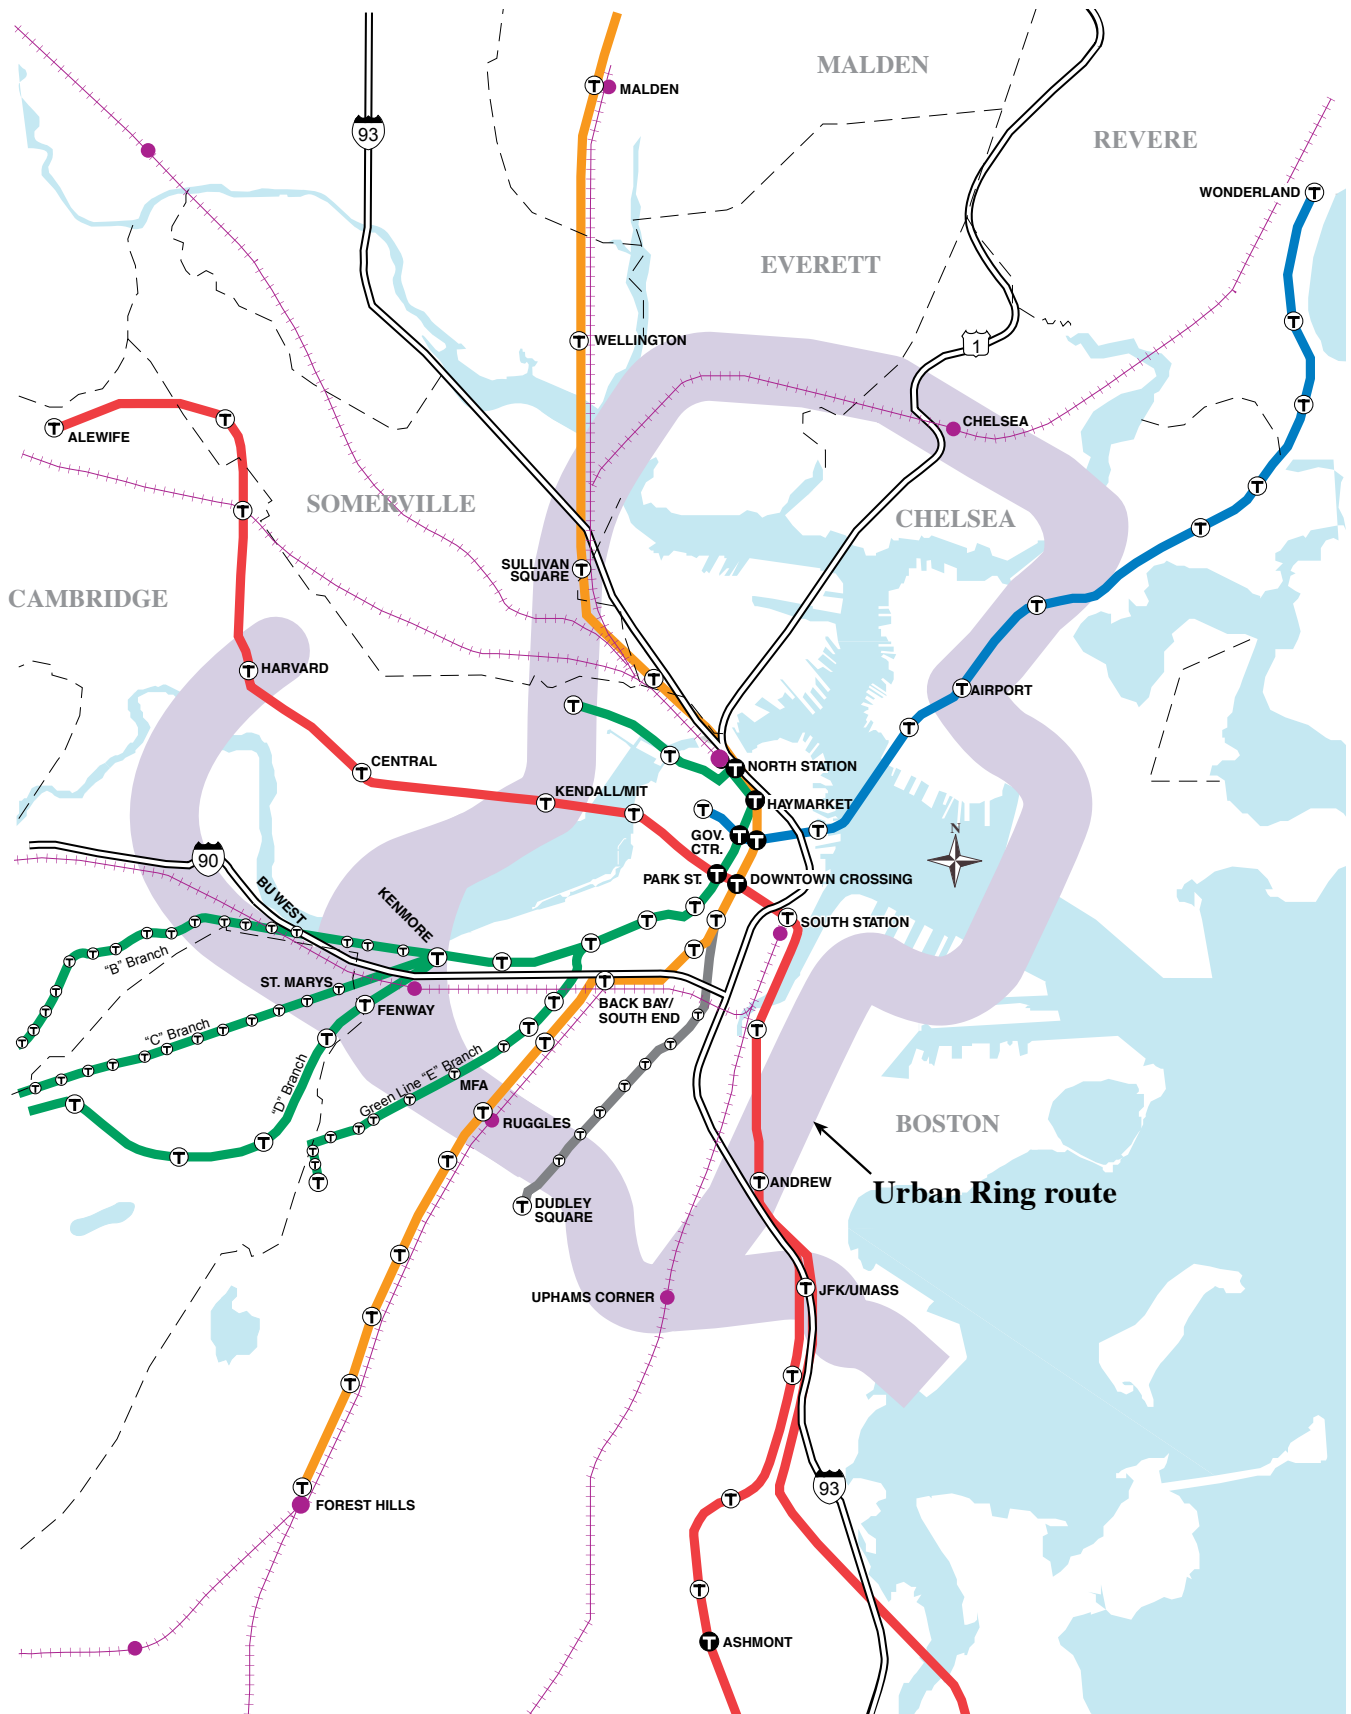 MALDEN
93
MALDEN
REVERE
WONDERLAND
EVERETT
WELLINGTON
1
ALEWIFE
CHELSEA
SOMERVILLE
CHELSEA
SULLIVAN
SQUARE
CAMBRIDGE
HARVARD
AIRPORT
CENTRAL
NORTH STATION
KENDALL/MIT
HAYMARKET
GOV.
CTR.
N
90
PARK ST.
DOWNTOWN CROSSING
BU WEST
KENMORE
SOUTH STATION
"B" Branch
ST. MARYS
FENWAY
BACK BAY/
SOUTH END
"C" Branch
"D" Branch
Green Line "E" Branch
MFA
RUGGLES
BOSTON
ANDREW
Urban Ring route
DUDLEY
SQUARE
JFK/UMASS
UPHAMS CORNER
93
FOREST HILLS
ASHMONT